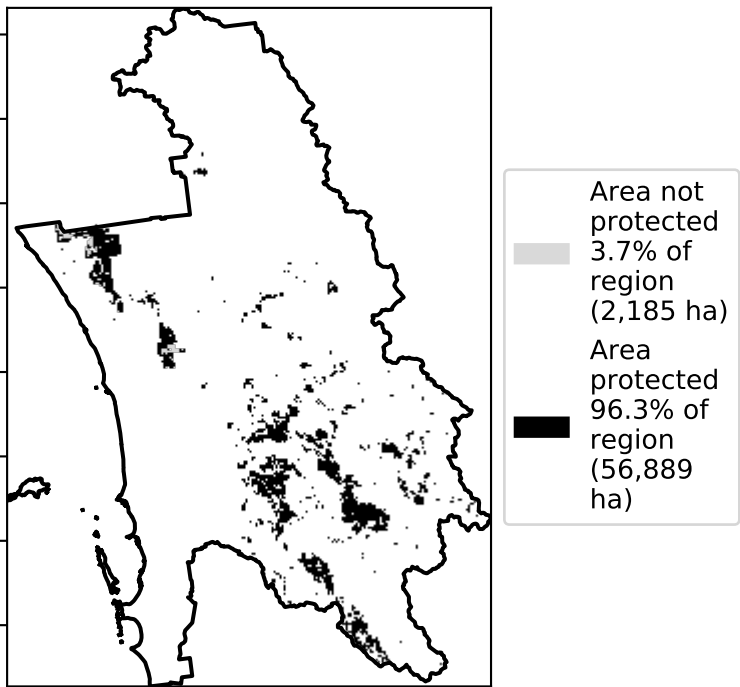 Area not
protected
3.7% of
region
(2,185 ha)
Area
protected
96.3% of
region
(56,889
ha)